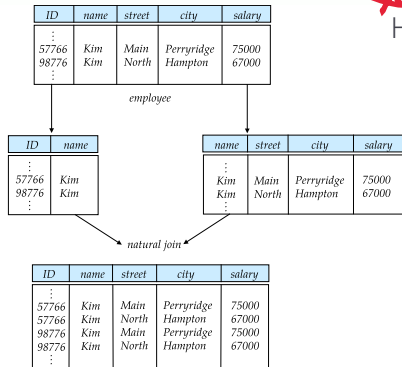 ID name street city salary
⋮
57766 Kim Main Perryridge 75000
98776 Kim North Hampton 67000
⋮
employee
ID name
⋮
57766 Kim
98776 Kim
⋮
name street city salary
⋮
Kim Main Perryridge 75000
Kim North Hampton 67000
⋮
natural join
ID name street city salary
⋮
57766 Kim Main Perryridge 75000
57766 Kim North Hampton 67000
98776 Kim Main Perryridge 75000
98776 Kim North Hampton 67000
⋮